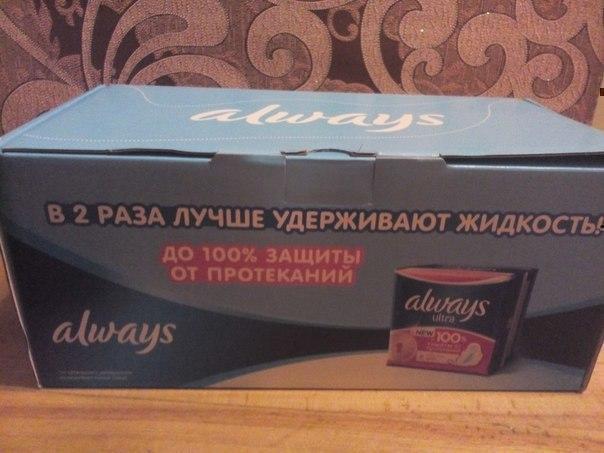 always
В 2 РАЗА ЛУЧШЕ УДЕРЖИВАЮТ ЖИДКОСТЬ!
ДО 100% ЗАЩИТЫ
ОТ ПРОТЕКАНИЙ
always
ultra
NEW 100%
always